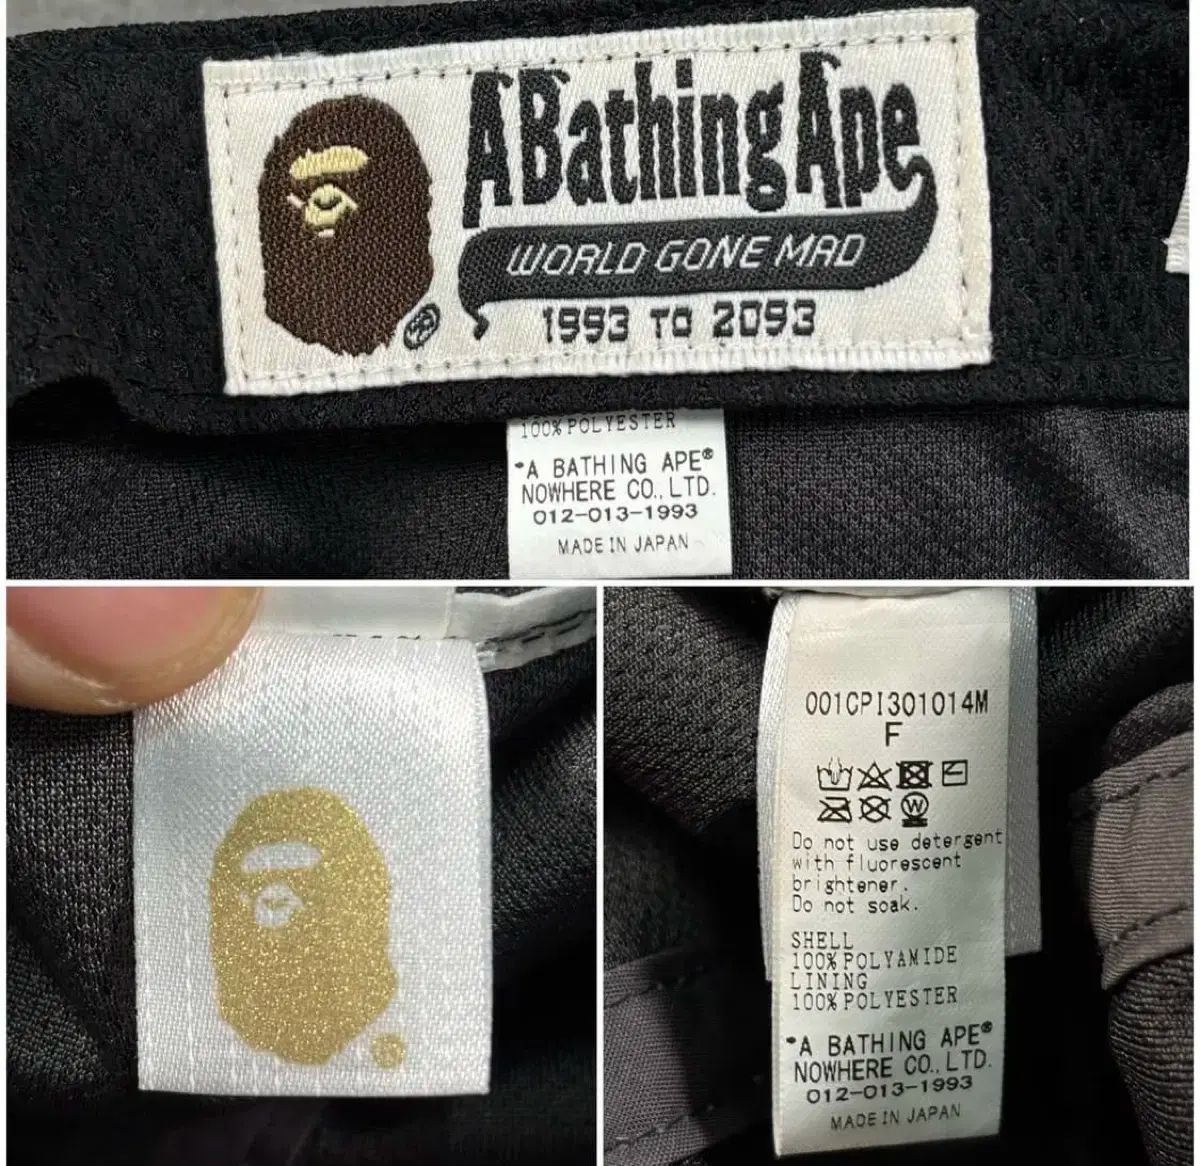 A Bathing Ape
WORLD GONE MAD
1993 TO 2093
100%POLYESTER
*A BATHING APE®
NOWHERE CO.,LTD.
012-013-1993
MADE IN JAPAN
001CPI301014M
F
W
Do not use detergent
with fluorescent
brightener.
Do not soak.
SHELL
100%POLYAMIDE
LINING
100%POLYESTER
*A BATHING APE®
NOWHERE CO.,LTD.
012-013-1993
MADE IN JAPAN